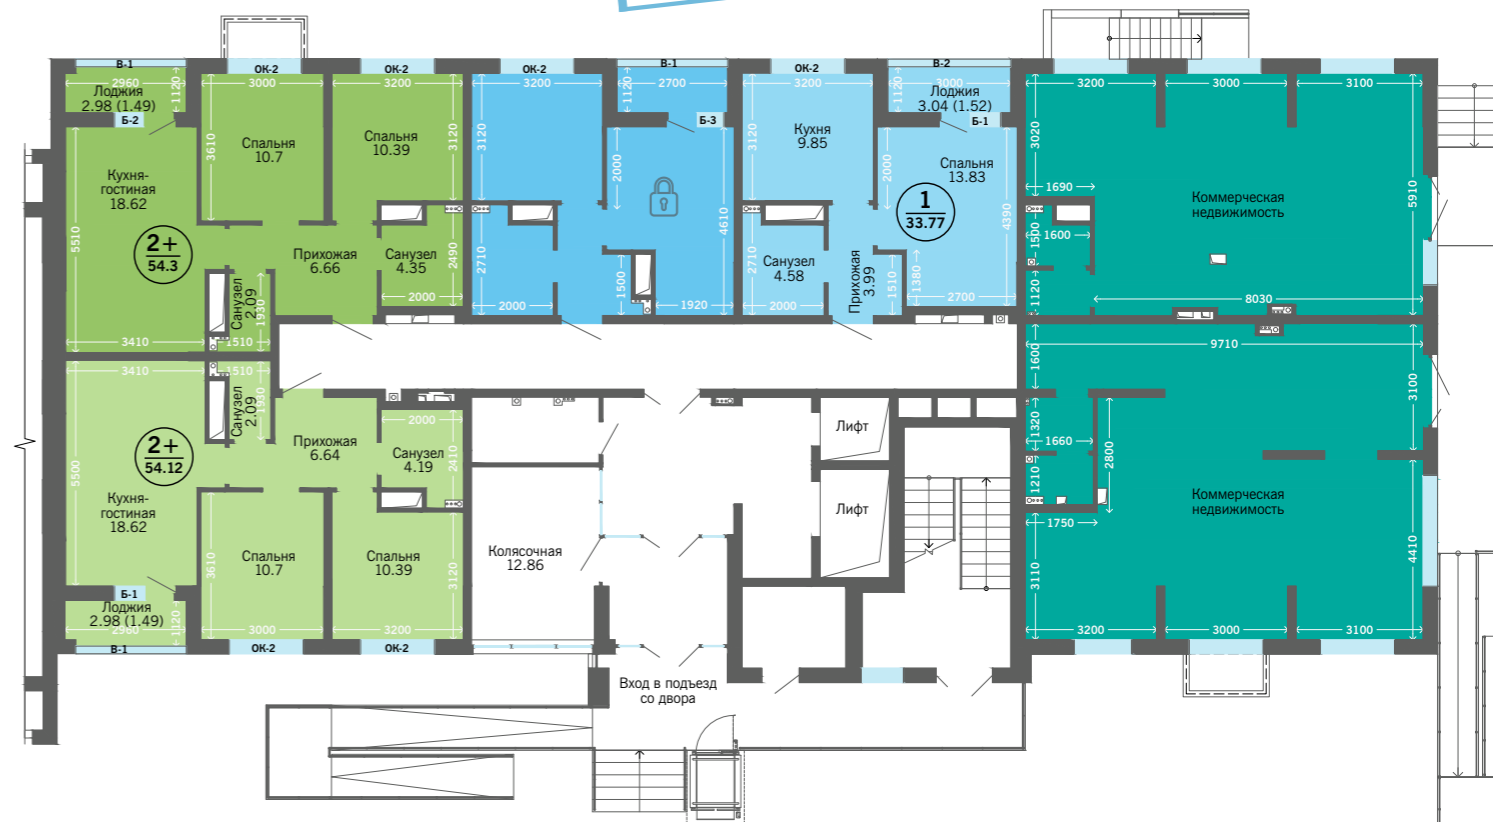 В-1
ОК-2
ОК-2
ОК-2
В-1
ОК-2
В-2
2960
3000
3200
3200
2700
3200
3000
3200
3000
3100
Лоджия
2.98 (1.49)
1120
1120
1120
Лоджия
3.04 (1.52)
Б-2
Б-3
Б-1
3610
3120
3120
2000
3120
2000
3020
5910
Спальня
10.7
Спальня
10.39
Кухня
9.85
Спальня
13.83
Кухня-
гостиная
18.62
5510
2+
54.3
1
33.77
4610
4390
1690
Коммерческая
недвижимость
1500
1600
1120
8030
Прихожая
6.66
Санузел
4.35
2490
2000
2710
2000
1500
1920
Санузел
4.58
2710
2000
Прихожая
3.99
1510
1380
2700
Санузел
2.09
1930
3410
1510
3410
1510
Санузел
2.09
1930
9710
1600
3100
2+
54.12
5500
Прихожая
6.64
2000
Санузел
4.19
2410
Лифт
Лифт
1320
1660
2800
1210
1750
Коммерческая
недвижимость
4410
3110
Кухня-
гостиная
18.62
3610
Спальня
10.7
Спальня
10.39
3120
Колясочная
12.86
Б-1
Лоджия
2.98 (1.49)
1120
2960
3000
3200
3200
3000
3100
В-1
ОК-2
ОК-2
Вход в подъезд
со двора